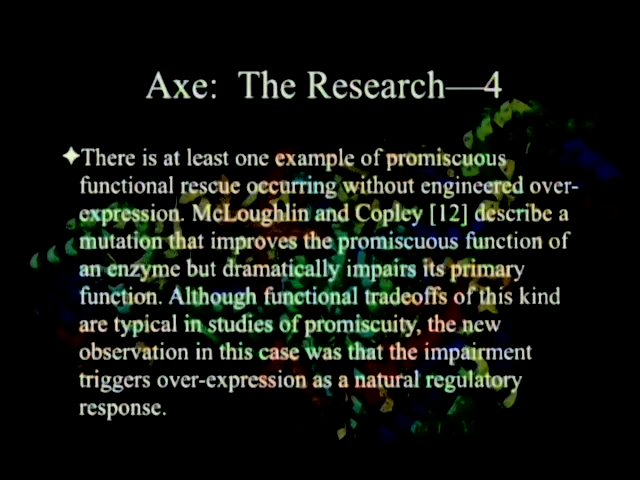 Axe: The Research—4
✦There is at least one example of promiscuous
functional rescue occurring without engineered over-
expression. McLoughlin and Copley [12] describe a
mutation that improves the promiscuous function of
an enzyme but dramatically impairs its primary
function. Although functional tradeoffs of this kind
are typical in studies of promiscuity, the new
observation in this case was that the impairment
triggers over-expression as a natural regulatory
response.